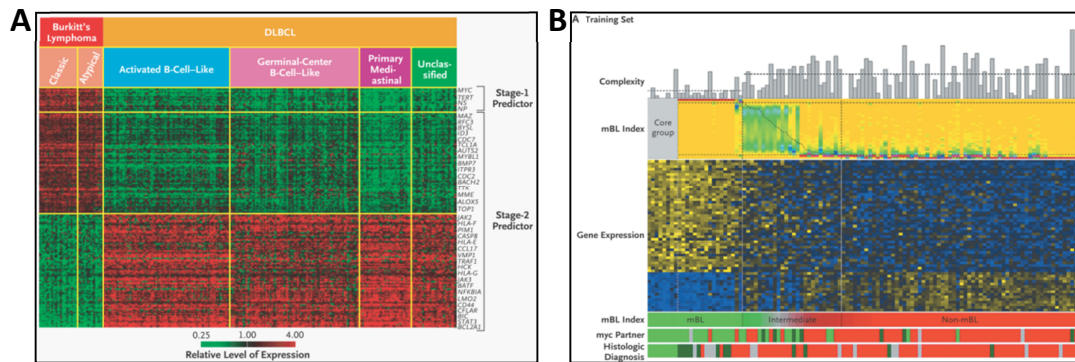 A
Burkitt's
Lymphoma
DLBCL
Classic
Atypical
Activated B-Cell–Like
Germinal-Center
B-Cell–Like
Primary
Medi-
astinal
Unclas-
sified
MYC
TERT
NS
NP
Stage-1
Predictor
MAZ
RFC3
BYSL
ID3
CDC7
TCL1A
AUTS2
MYBL1
BMP7
ITPR3
CDC2
BACH2
TTK
MME
ALOX5
TOP1
JAK2
HLA-F
PIM1
CASP8
HLA-E
CCL17
VMP1
TRAF1
HCK
HLA-G
JAK3
BATF
NFKBIA
LMO2
CD44
CFLAR
BIC
STAT3
BCL2A1
Stage-2
Predictor
0.25 1.00 4.00
Relative Level of Expression
B
A Training Set
Complexity
mBL Index
Core
group
Gene Expression
mBL Index
mBL
Intermediate
Non-mBL
myc Partner
Histologic
Diagnosis